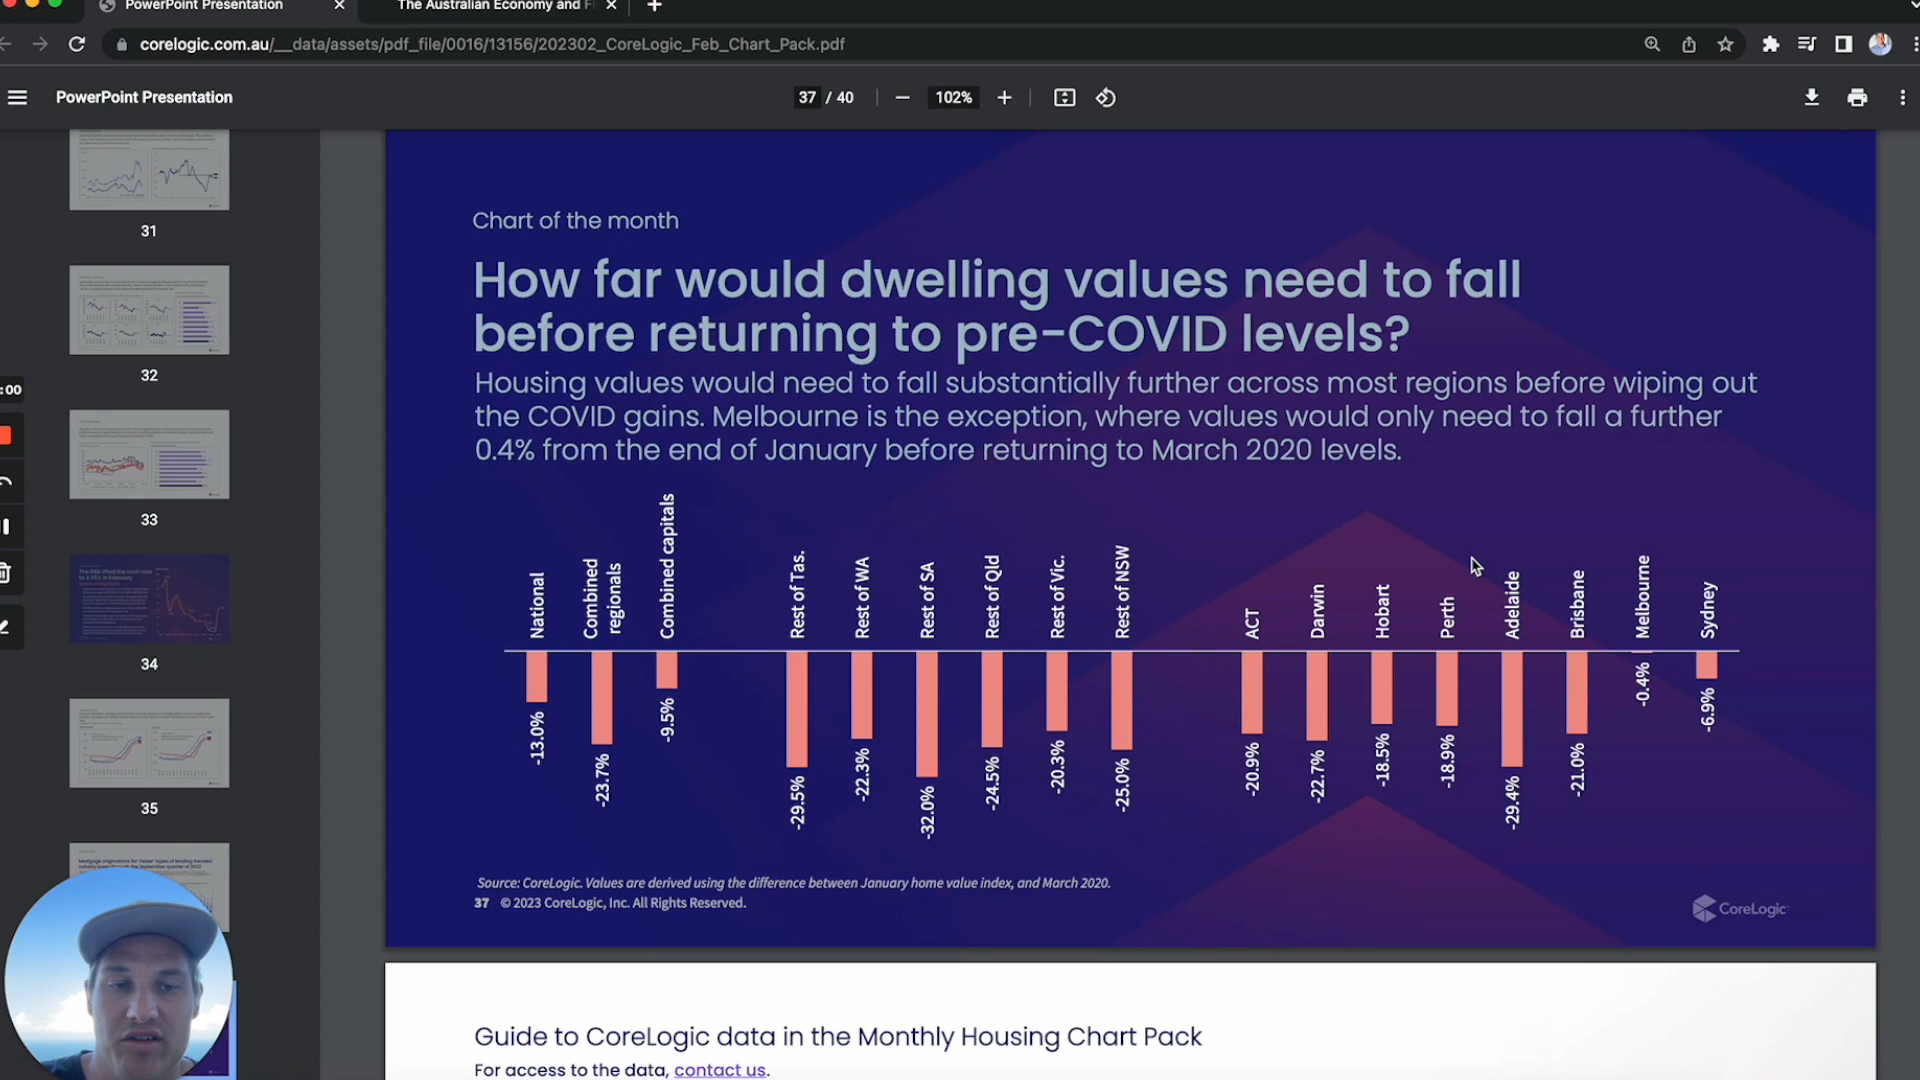 PowerPoint Presentation
The Australian Economy and F
corelogic.com.au/__data/assets/pdf_file/0016/13156/202302_CoreLogic_Feb_Chart_Pack.pdf
PowerPoint Presentation
37 / 40
102%
31
32
33
34
35
:00
Chart of the month
How far would dwelling values need to fall
before returning to pre-COVID levels?
Housing values would need to fall substantially further across most regions before wiping out
the COVID gains. Melbourne is the exception, where values would only need to fall a further
0.4% from the end of January before returning to March 2020 levels.
National
Combined
regionals
Combined capitals
Rest of Tas.
Rest of WA
Rest of SA
Rest of Qld
Rest of Vic.
Rest of NSW
ACT
Darwin
Hobart
Perth
Adelaide
Brisbane
Melbourne
Sydney
-13.0%
-23.7%
-9.5%
-29.5%
-22.3%
-32.0%
-24.5%
-20.3%
-25.0%
-20.9%
-22.7%
-18.5%
-18.9%
-29.4%
-21.0%
-0.4%
-6.9%
Source: CoreLogic. Values are derived using the difference between January home value index, and March 2020.
37 © 2023 CoreLogic, Inc. All Rights Reserved.
CoreLogic
Guide to CoreLogic data in the Monthly Housing Chart Pack
For access to the data, contact us.